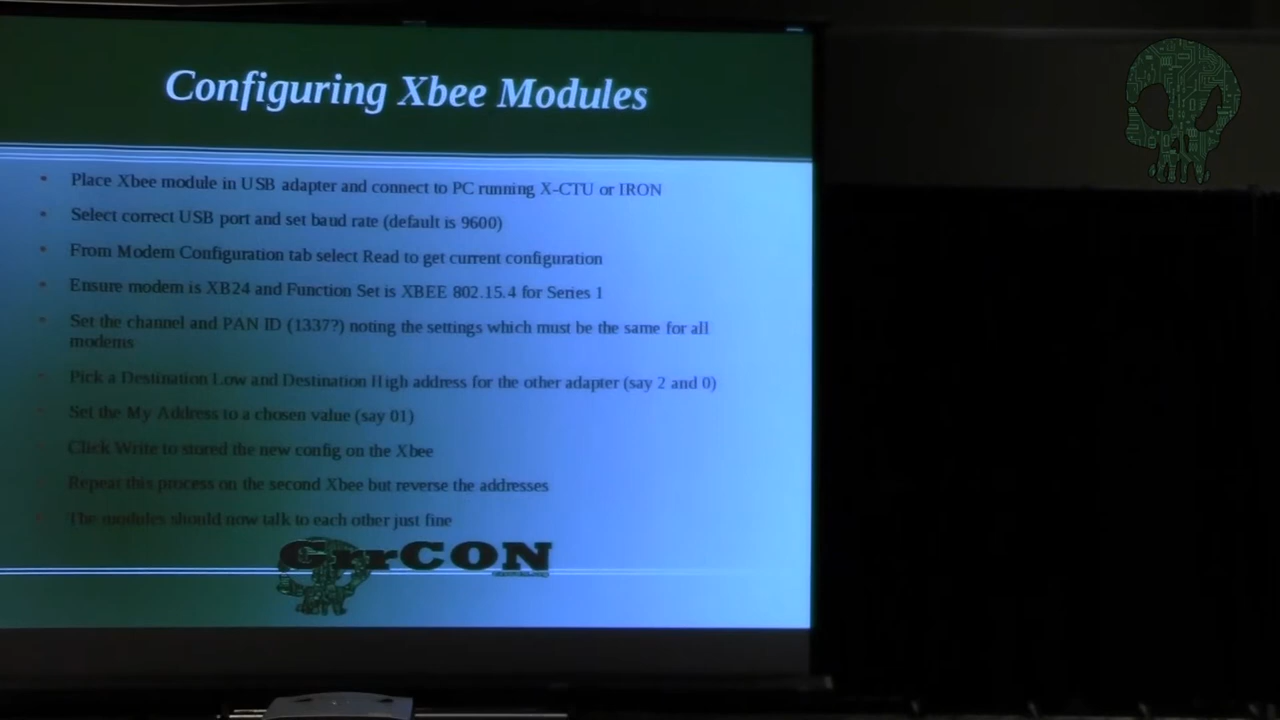 Configuring Xbee Modules
• Place Xbee module in USB adapter and connect to PC running X-CTU or IRON
• Select correct USB port and set baud rate (default is 9600)
• From Modem Configuration tab select Read to get current configuration
• Ensure modem is XB24 and Function Set is XBEE 802.15.4 for Series 1
• Set the channel and PAN ID (1337?) noting the settings which must be the same for all
modems
• Pick a Destination Low and Destination High address for the other adapter (say 2 and 0)
• Set the My Address to a chosen value (say 01)
• Click Write to stored the new config on the Xbee
• Repeat this process on the second Xbee but reverse the addresses
• The modules should now talk to each other just fine
GrrCON